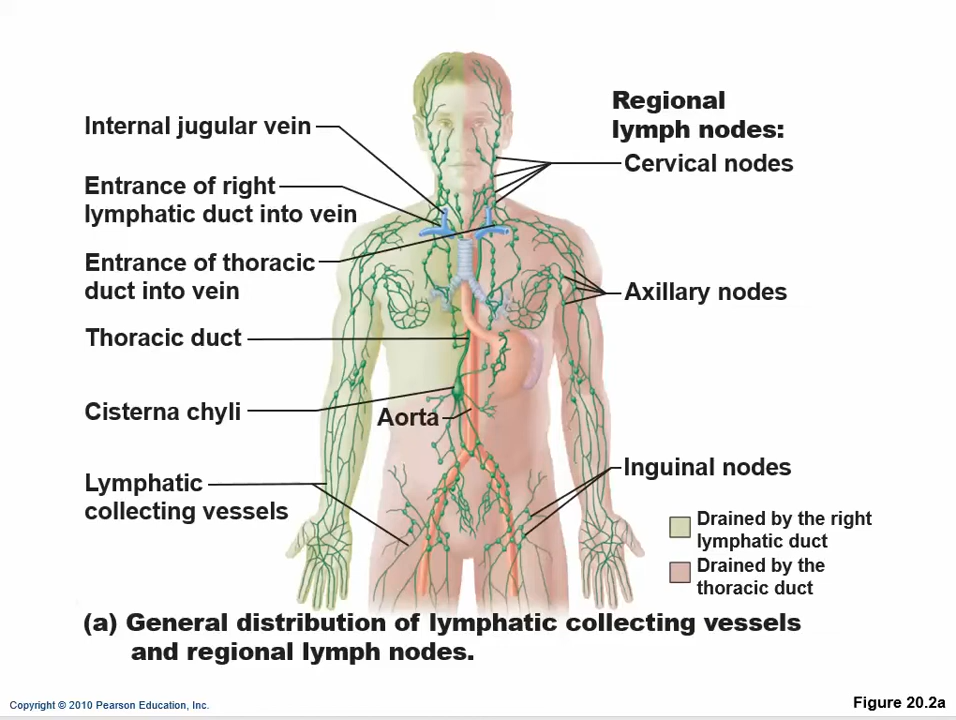 Internal jugular vein
Entrance of right
lymphatic duct into vein
Entrance of thoracic
duct into vein
Thoracic duct
Cisterna chyli
Aorta
Lymphatic
collecting vessels
Regional
lymph nodes:
Cervical nodes
Axillary nodes
Inguinal nodes
Drained by the right
lymphatic duct
Drained by the
thoracic duct
(a) General distribution of lymphatic collecting vessels
and regional lymph nodes.
Copyright © 2010 Pearson Education, Inc.
Figure 20.2a